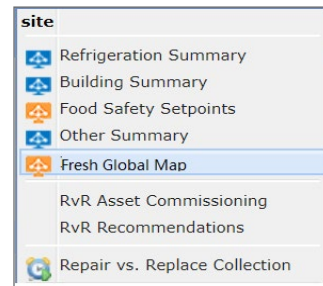 site
Refrigeration Summary
Building Summary
Food Safety Setpoints
Other Summary
Fresh Global Map
RvR Asset Commissioning
RvR Recommendations
Repair vs. Replace Collection